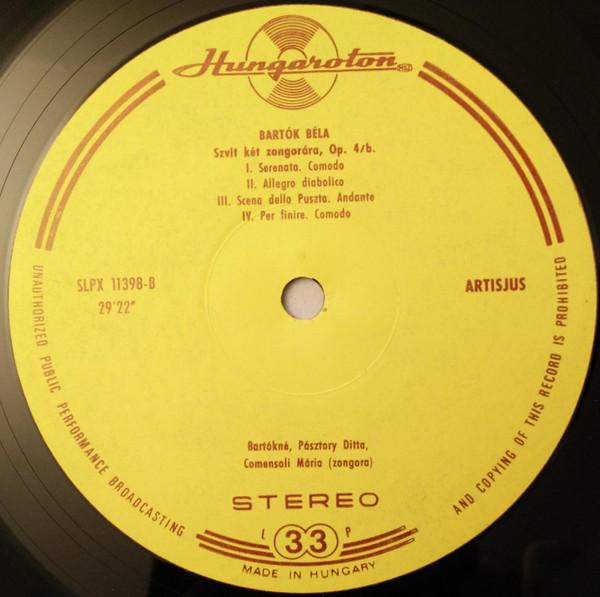 Hungaroton
BARTÓK BÉLA
Szvit két zongorára, Op. 4/b.
I. Serenata. Comodo
II. Allegro diabolico
III. Scena della Puszta. Andante
IV. Per finire. Comodo
SLPX 11398-B
29'22"
ARTISJUS
Bartókné, Pásztory Ditta,
Comensoli Mária (zongora)
STEREO
L 33 P
MADE IN HUNGARY
UNAUTHORIZED PUBLIC PERFORMANCE BROADCASTING
AND COPYING OF THIS RECORD IS PROHIBITED